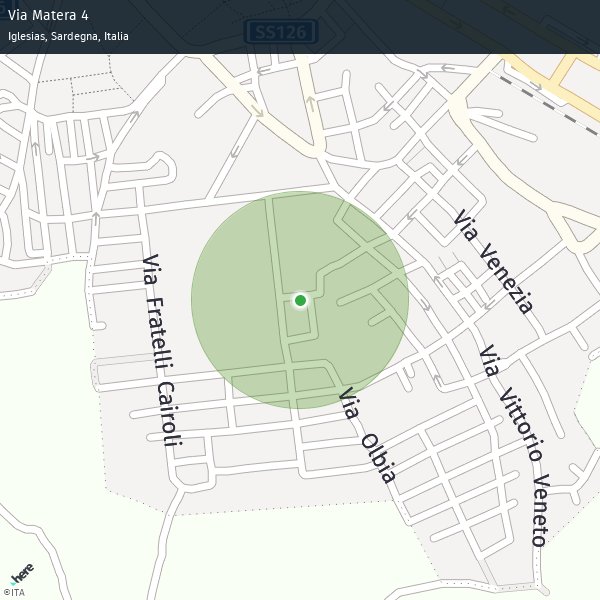 Via Matera 4
Iglesias, Sardegna, Italia
SS126
Via Venezia
Via Fratelli Cairoli
Via Vittorio Veneto
Via Olbia
here
©ITA